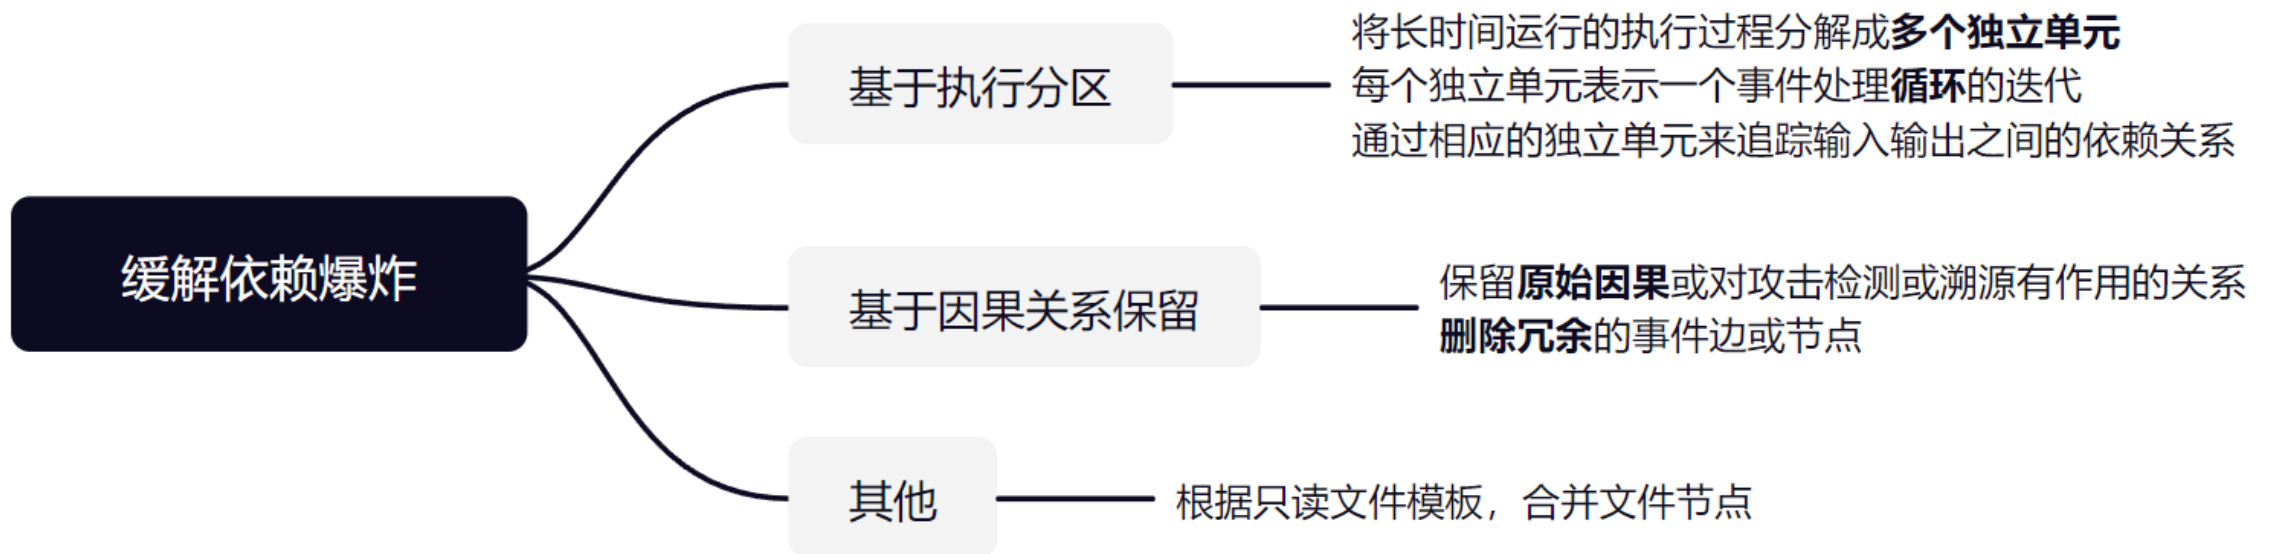 缓解依赖爆炸
基于执行分区
将长时间运行的执行过程分解成多个独立单元
每个独立单元表示一个事件处理循环的迭代
通过相应的独立单元来追踪输入输出之间的依赖关系
基于因果关系保留
保留原始因果或对攻击检测或溯源有作用的关系
删除冗余的事件边或节点
其他
根据只读文件模板，合并文件节点